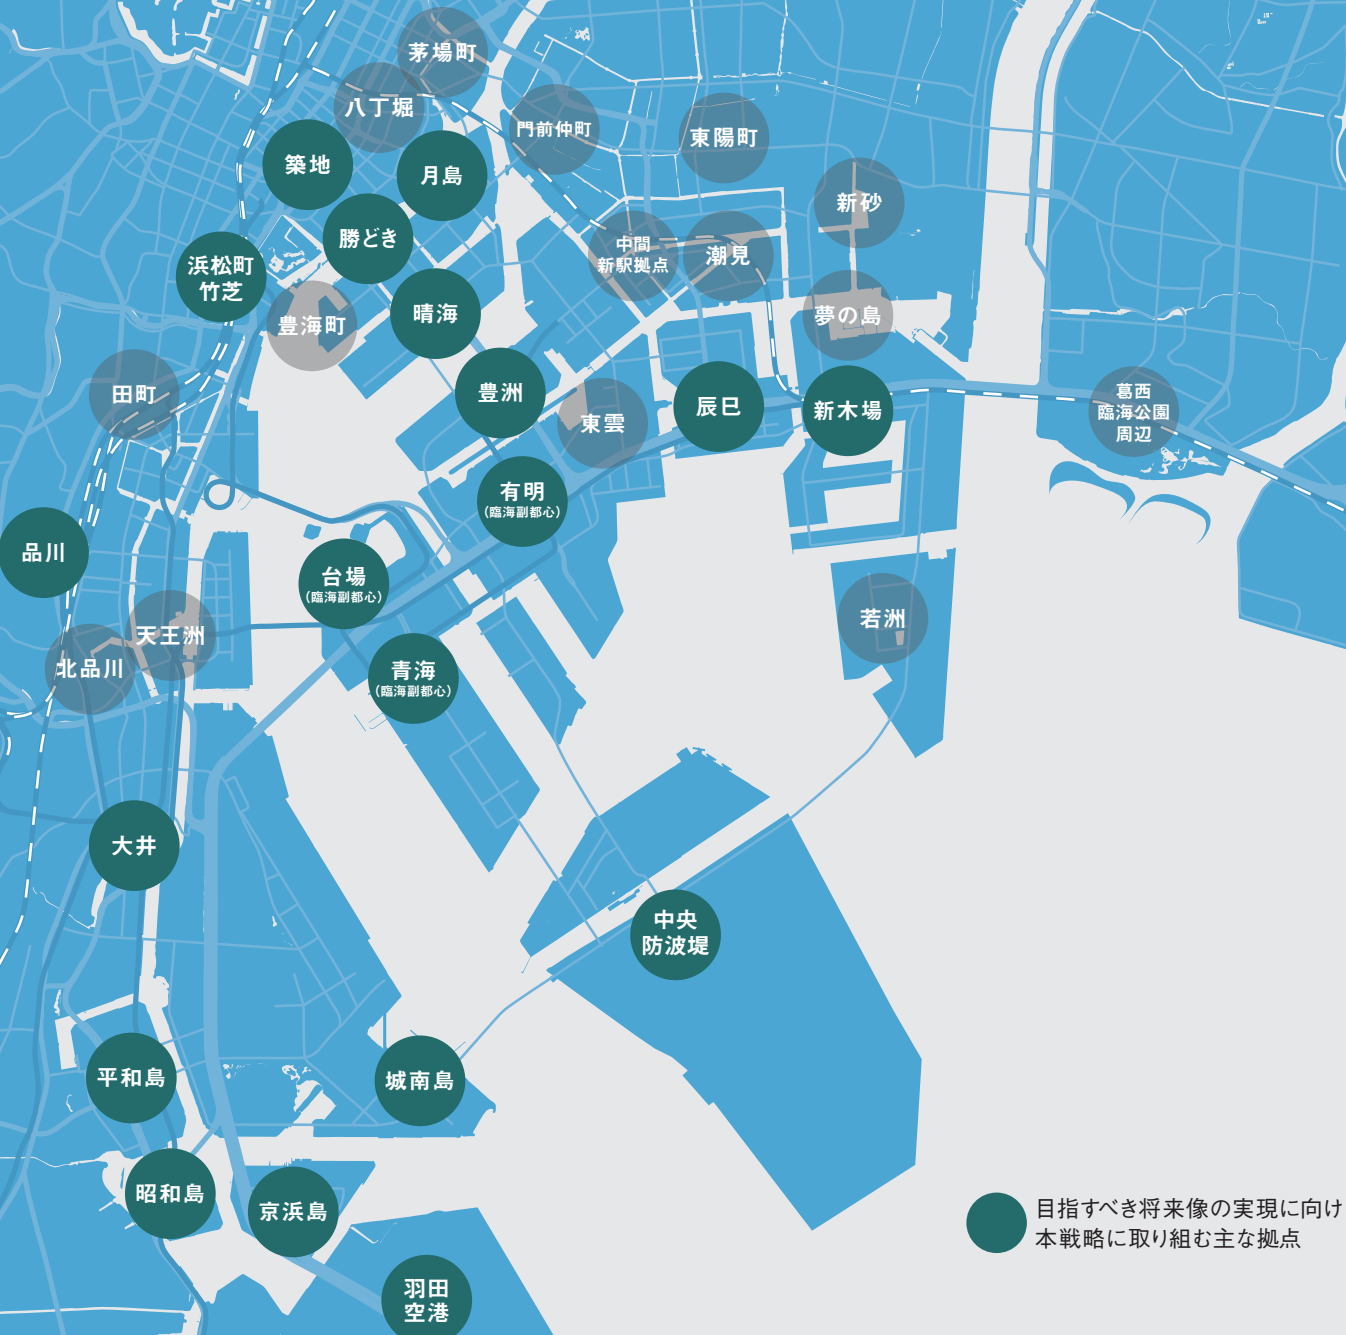 茅場町
八丁堀
門前仲町
東陽町
築地
月島
新砂
勝どき
中間
新駅拠点
潮見
浜松町
竹芝
豊海町
晴海
夢の島
田町
豊洲
東雲
辰巳
新木場
葛西
臨海公園
周辺
有明
(臨海副都心)
品川
台場
(臨海副都心)
天王洲
若洲
北品川
青海
(臨海副都心)
大井
中央
防波堤
平和島
城南島
昭和島
京浜島
目指すべき将来像の実現に向け
本戦略に取り組む主な拠点
羽田
空港